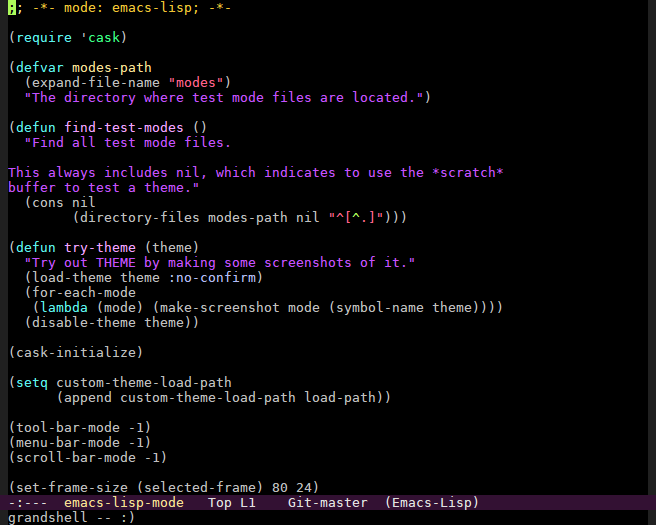 ;; -*- mode: emacs-lisp; -*-

(require 'cask)

(defvar modes-path
  (expand-file-name "modes")
  "The directory where test mode files are located.")

(defun find-test-modes ()
  "Find all test mode files.

This always includes nil, which indicates to use the *scratch*
buffer to test a theme."
  (cons nil
        (directory-files modes-path nil "^[^.]")))

(defun try-theme (theme)
  "Try out THEME by making some screenshots of it."
  (load-theme theme :no-confirm)
  (for-each-mode
   (lambda (mode) (make-screenshot mode (symbol-name theme))))
  (disable-theme theme))

(cask-initialize)

(setq custom-theme-load-path
      (append custom-theme-load-path load-path))

(tool-bar-mode -1)
(menu-bar-mode -1)
(scroll-bar-mode -1)

(set-frame-size (selected-frame) 80 24)
-:---  emacs-lisp-mode   Top L1    Git-master  (Emacs-Lisp)
grandshell -- :)